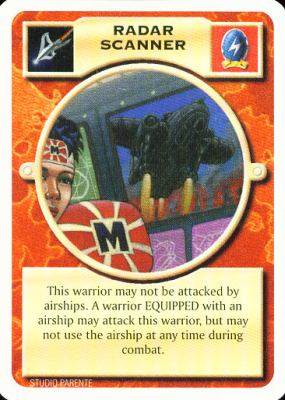 RADAR
SCANNER
M
M
This warrior may not be attacked by
airships. A warrior EQUIPPED with an
airship may attack this warrior, but may
not use the airship at any time during
combat.
STUDIO PARENTE